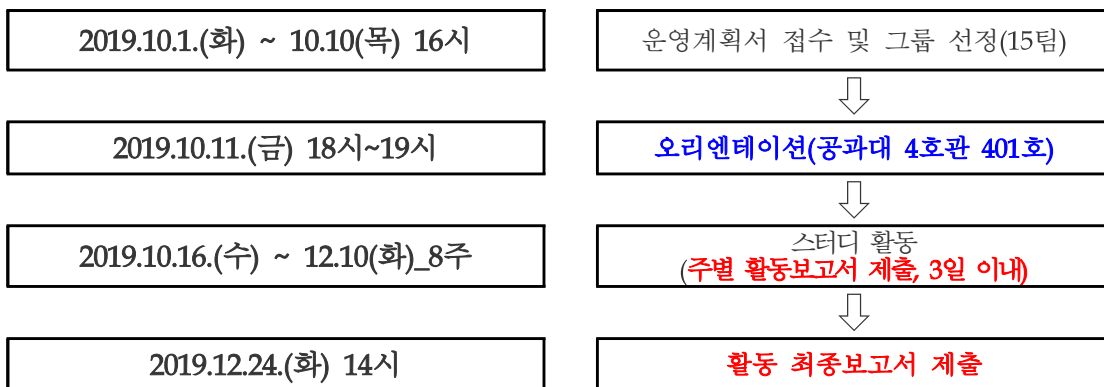 2019.10.1.(화) ~ 10.10(목) 16시
운영계획서 접수 및 그룹 선정(15팀)
2019.10.11.(금) 18시~19시
오리엔테이션(공과대 4호관 401호)
2019.10.16.(수) ~ 12.10(화)_8주
스터디 활동
(주별 활동보고서 제출, 3일 이내)
2019.12.24.(화) 14시
활동 최종보고서 제출